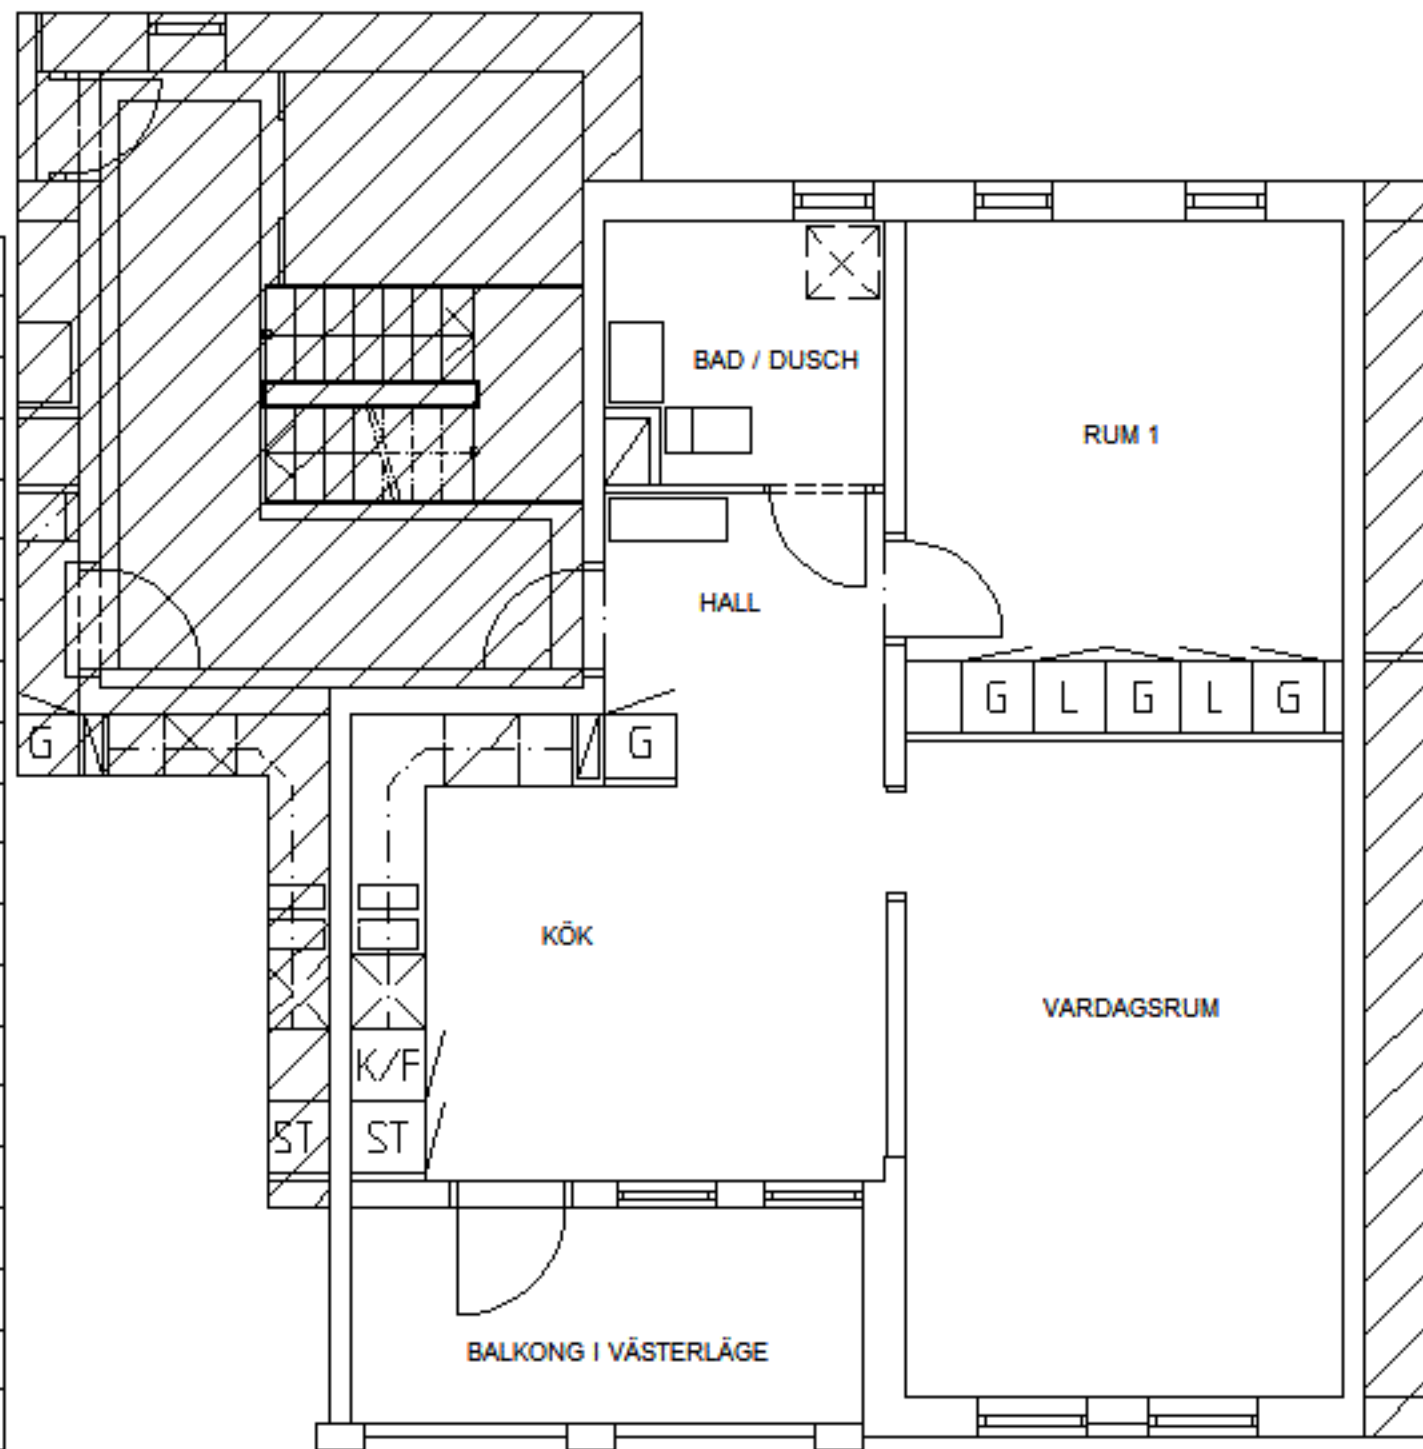 BAD / DUSCH
RUM 1
HALL
G L G L G
G
G
KÖK
VARDAGSRUM
K/F
ST
ST
BALKONG I VÄSTERLÄGE